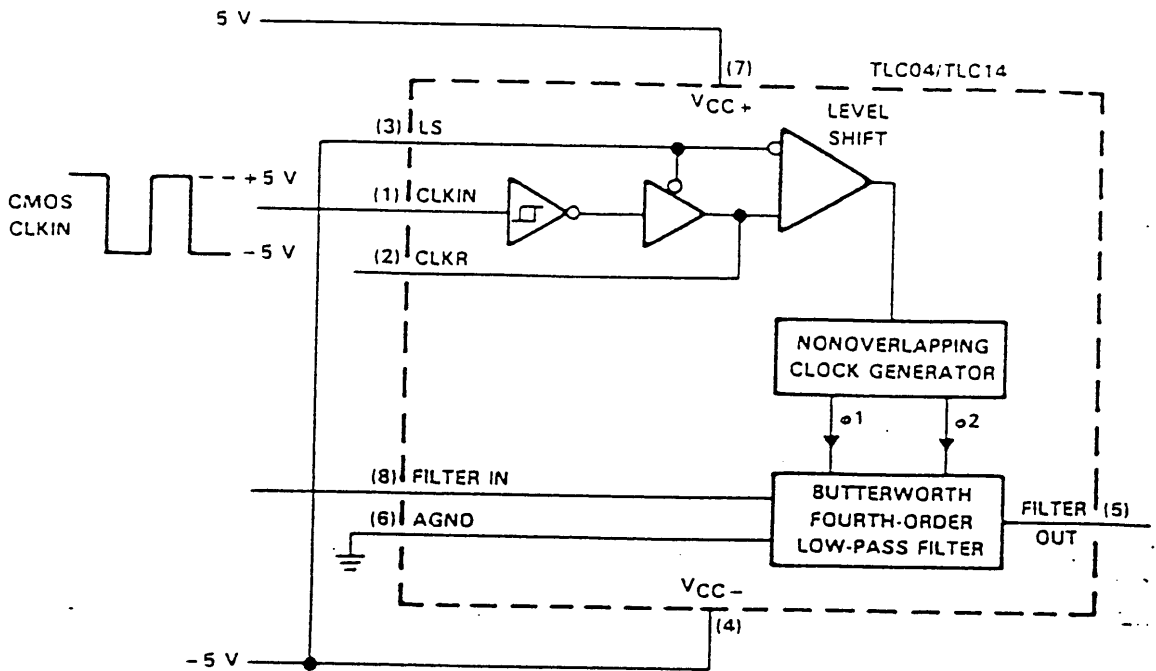 5 V
(7)
TLC04/TLC14
VCC+
LEVEL
SHIFT
(3) LS
CMOS
CLKIN
+5 V
-5 V
(1) CLKIN
(2) CLKR
NONOVERLAPPING
CLOCK GENERATOR
ø1
ø2
(8) FILTER IN
(6) AGND
BUTTERWORTH
FOURTH-ORDER
LOW-PASS FILTER
FILTER
OUT
(5)
VCC-
(4)
-5 V